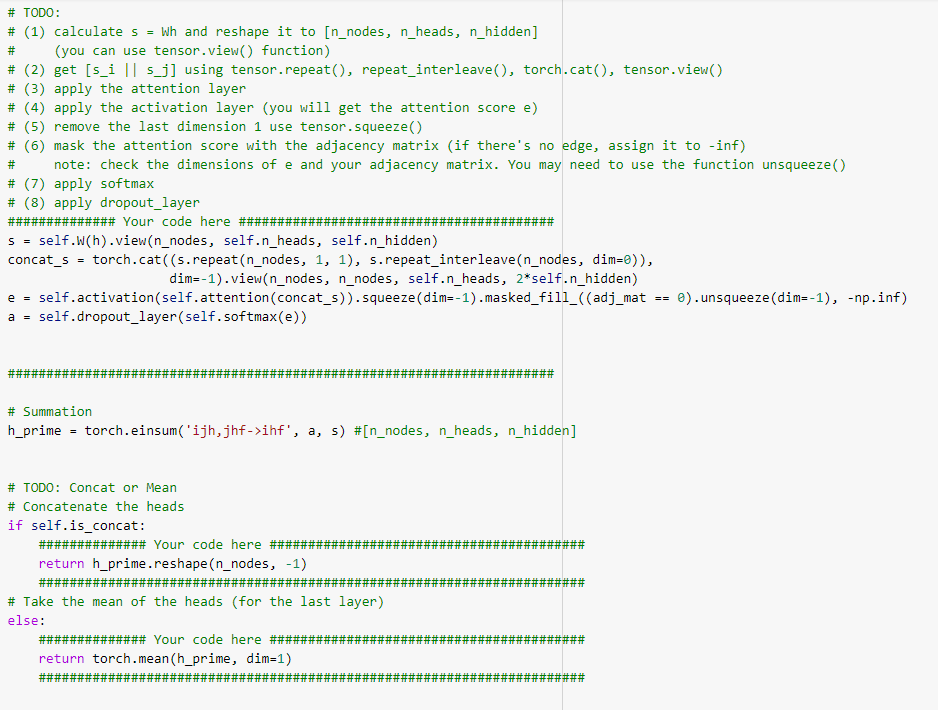 # TODO:
# (1) calculate s = Wh and reshape it to [n_nodes, n_heads, n_hidden]
#     (you can use tensor.view() function)
# (2) get [s_i || s_j] using tensor.repeat(), repeat_interleave(), torch.cat(), tensor.view()
# (3) apply the attention layer
# (4) apply the activation layer (you will get the attention score e)
# (5) remove the last dimension 1 use tensor.squeeze()
# (6) mask the attention score with the adjacency matrix (if there's no edge, assign it to -inf)
#     note: check the dimensions of e and your adjacency matrix. You may need to use the function unsqueeze()
# (7) apply softmax
# (8) apply dropout_layer
############## Your code here #########################################
s = self.W(h).view(n_nodes, self.n_heads, self.n_hidden)
concat_s = torch.cat((s.repeat(n_nodes, 1, 1), s.repeat_interleave(n_nodes, dim=0)),
                     dim=-1).view(n_nodes, n_nodes, self.n_heads, 2*self.n_hidden)
e = self.activation(self.attention(concat_s)).squeeze(dim=-1).masked_fill_((adj_mat == 0).unsqueeze(dim=-1), -np.inf)
a = self.dropout_layer(self.softmax(e))
#######################################################################
# Summation
h_prime = torch.einsum('ijh,jhf->ihf', a, s) #[n_nodes, n_heads, n_hidden]
# TODO: Concat or Mean
# Concatenate the heads
if self.is_concat:
    ############## Your code here #########################################
    return h_prime.reshape(n_nodes, -1)
    #######################################################################
# Take the mean of the heads (for the last layer)
else:
    ############## Your code here #########################################
    return torch.mean(h_prime, dim=1)
    #######################################################################